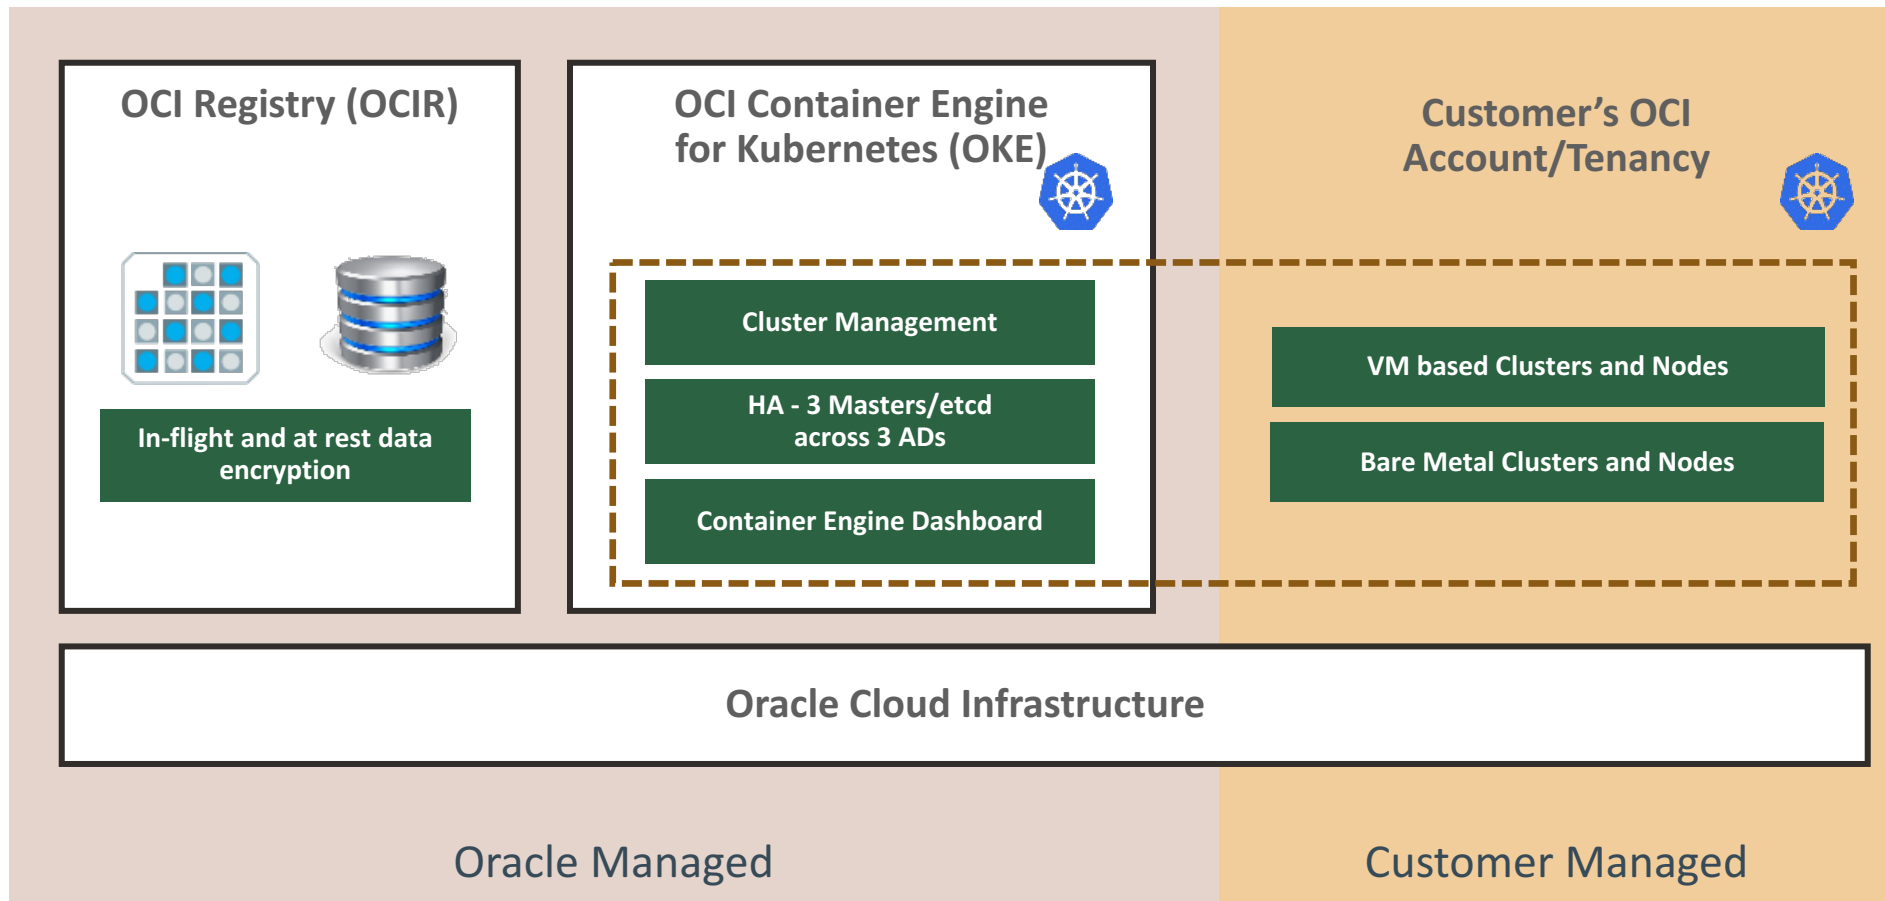 OCI Registry (OCIR)
In-flight and at rest data
encryption
OCI Container Engine
for Kubernetes (OKE)
Cluster Management
HA - 3 Masters/etcd
across 3 ADs
Container Engine Dashboard
Customer’s OCI
Account/Tenancy
VM based Clusters and Nodes
Bare Metal Clusters and Nodes
Oracle Cloud Infrastructure
Oracle Managed
Customer Managed